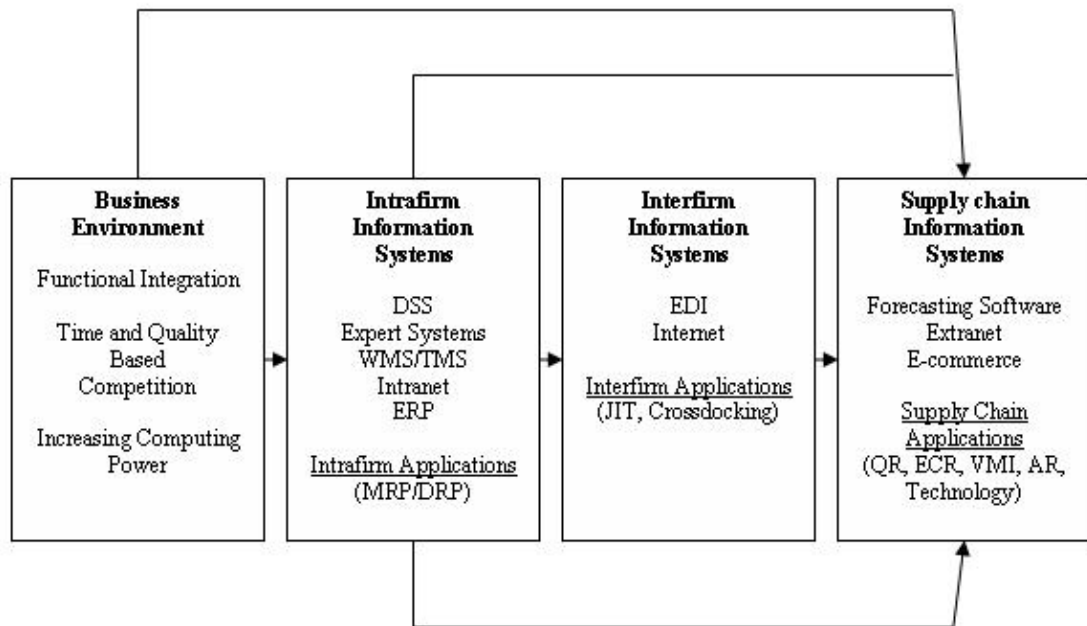 Business
Environment
Functional Integration
Time and Quality
Based
Competition
Increasing Computing
Power
Intrafirm
Information
Systems
DSS
Expert Systems
WMS/TMS
Intranet
ERP
Intrafirm Applications
(MRP/DRP)
Interfirm
Information
Systems
EDI
Internet
Interfirm Applications
(JIT, Crossdocking)
Supply chain
Information
Systems
Forecasting Software
Extranet
E-commerce
Supply Chain
Applications
(QR, ECR, VMI, AR,
Technology)